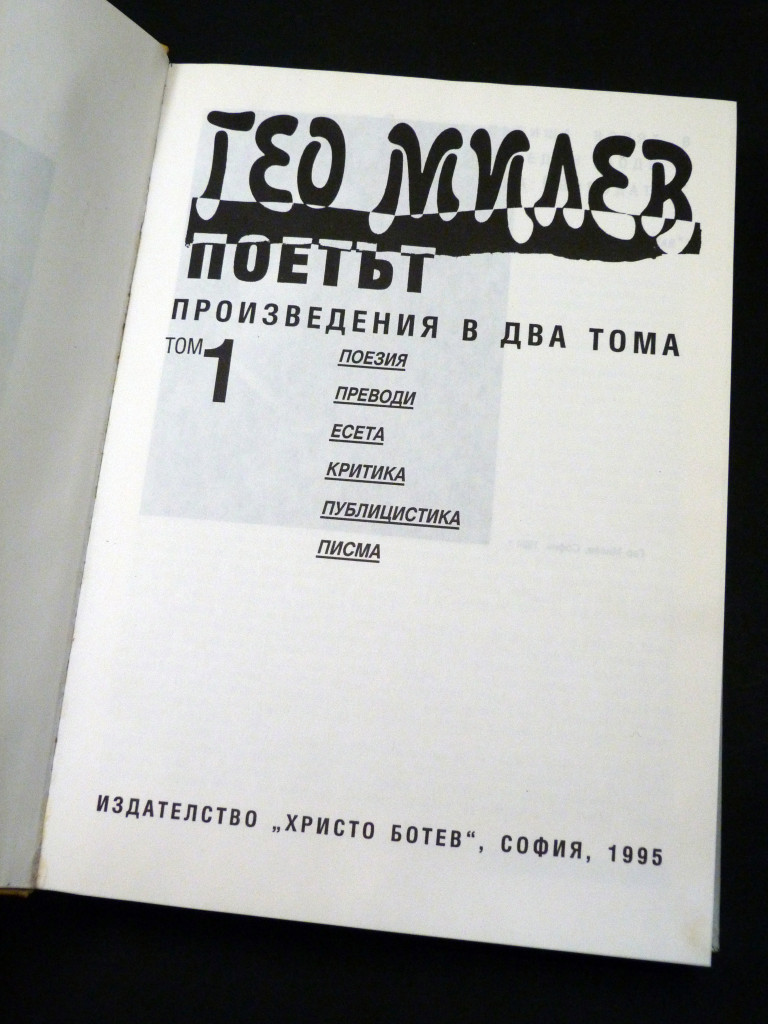 ГЕО МИЛЕВ
ПОЕТЪТ
ПРОИЗВЕДЕНИЯ В ДВА ТОМА
ТОМ 1
ПОЕЗИЯ
ПРЕВОДИ
ЕСЕТА
КРИТИКА
ПУБЛИЦИСТИКА
ПИСМА
ИЗДАТЕЛСТВО „ХРИСТО БОТЕВ“, СОФИЯ, 1995